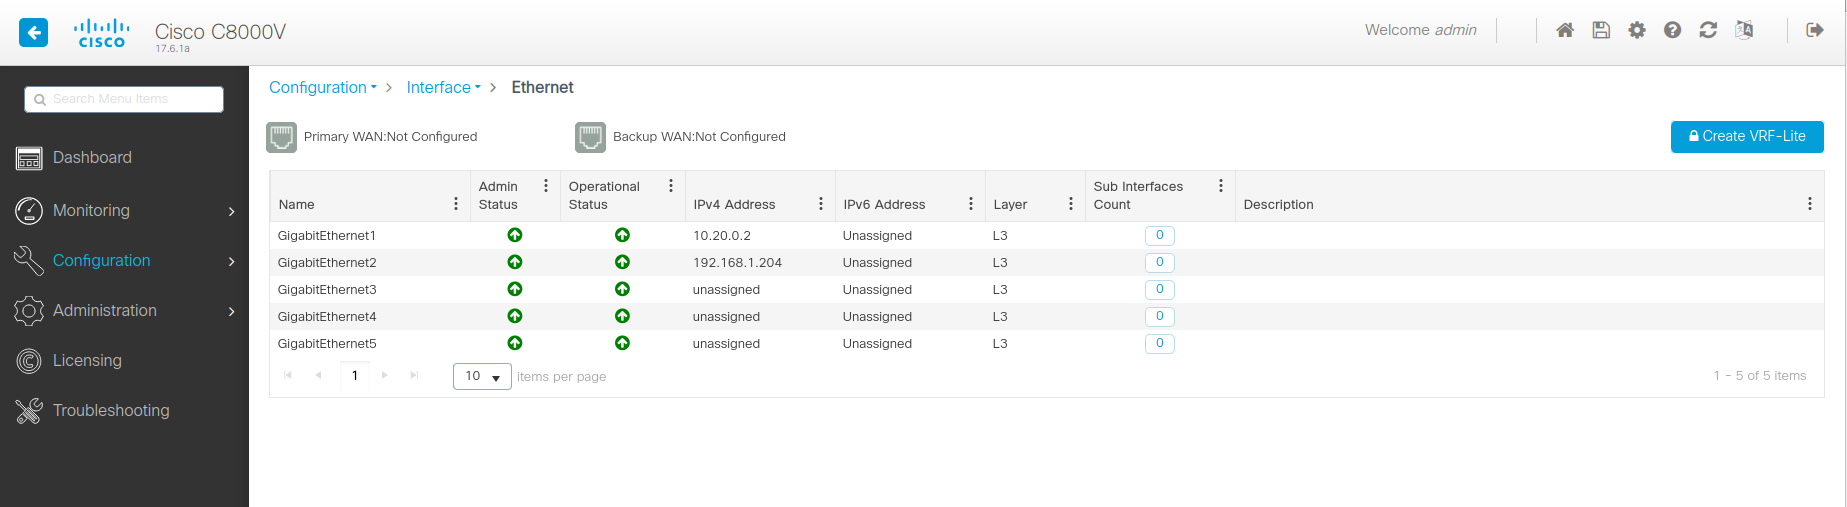 CISCO
Cisco C8000V
17.6.1a
Welcome admin
Search Menu Items
Dashboard
Monitoring
Configuration
Administration
Licensing
Troubleshooting
Configuration Interface Ethernet
Primary WAN:Not Configured Backup WAN:Not Configured
Create VRF-Lite
Name Admin Status Operational Status IPv4 Address IPv6 Address Layer Sub Interfaces Count Description
GigabitEthernet1 10.20.0.2 Unassigned L3 0
GigabitEthernet2 192.168.1.204 Unassigned L3 0
GigabitEthernet3 unassigned Unassigned L3 0
GigabitEthernet4 unassigned Unassigned L3 0
GigabitEthernet5 unassigned Unassigned L3 0
1 10 items per page 1 - 5 of 5 items